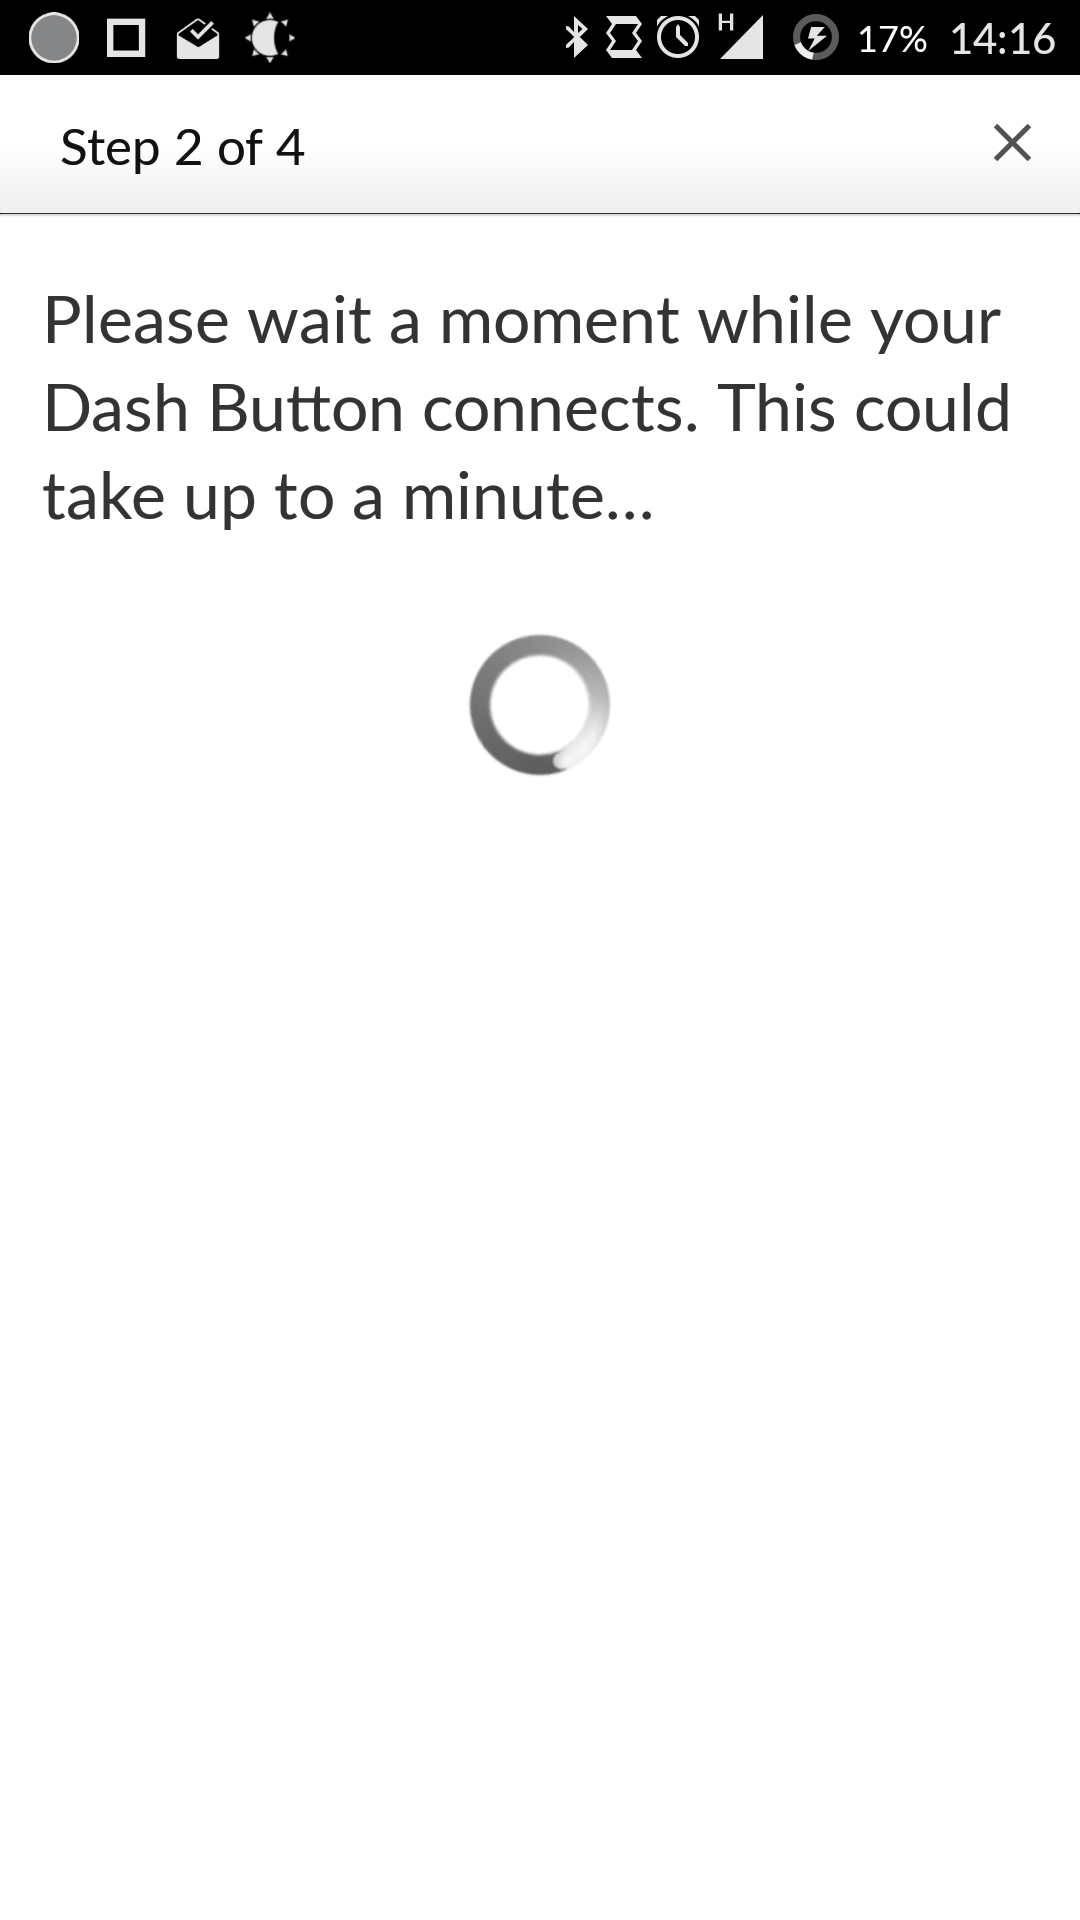 H 17% 14:16
Step 2 of 4
Please wait a moment while your
Dash Button connects. This could
take up to a minute...